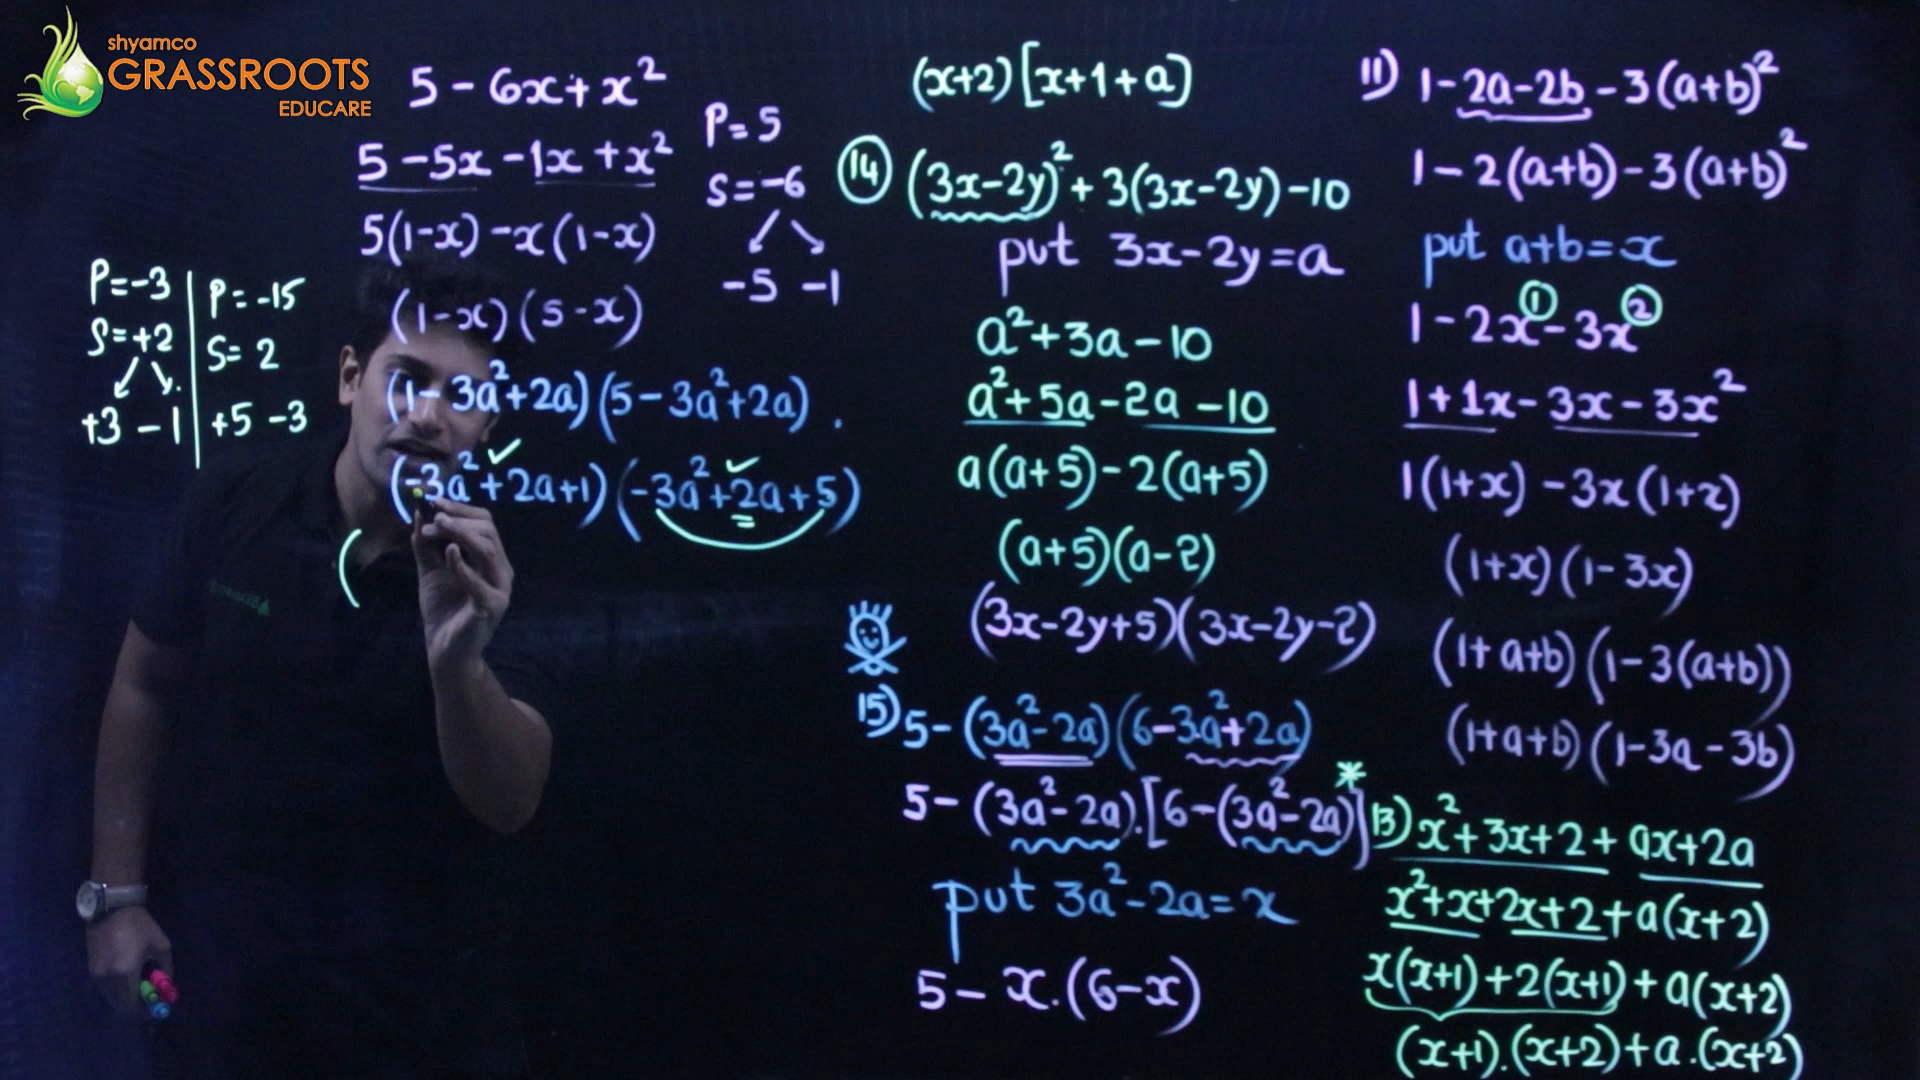 shyamco
GRASSROOTS
EDUCARE
5 - 6x + x²
5 - 5x - 1x + x²
5(1-x) - x(1-x)
(1-x)(5-x)
(1-3a²+2a)(5-3a²+2a).
(-3a²+2a+1)(-3a²+2a+5)
(
P=5
S=-6
-5 -1
P=-3
S=+2
+3 -1
P=-15
S=2
+5 -3
(x+2)[x+1+a]
14 (3x-2y)² + 3(3x-2y) - 10
put 3x-2y=a
a²+3a-10
a²+5a-2a-10
a(a+5)-2(a+5)
(a+5)(a-2)
(3x-2y+5)(3x-2y-2)
15) 5-(3a²-2a)(6-3a²+2a)
5-(3a²-2a).[6-(3a²-2a)] *
put 3a²-2a=x
5-x.(6-x)
11) 1-2a-2b-3(a+b)²
1-2(a+b)-3(a+b)²
put a+b=x
1-2x^①-3x^②
1+1x-3x-3x²
1(1+x)-3x(1+x)
(1+x)(1-3x)
(1+a+b)(1-3(a+b))
(1+a+b)(1-3a-3b)
13) x²+3x+2+ax+2a
x²+x+2x+2+a(x+2)
x(x+1)+2(x+1)+a(x+2)
(x+1).(x+2)+a.(x+2)